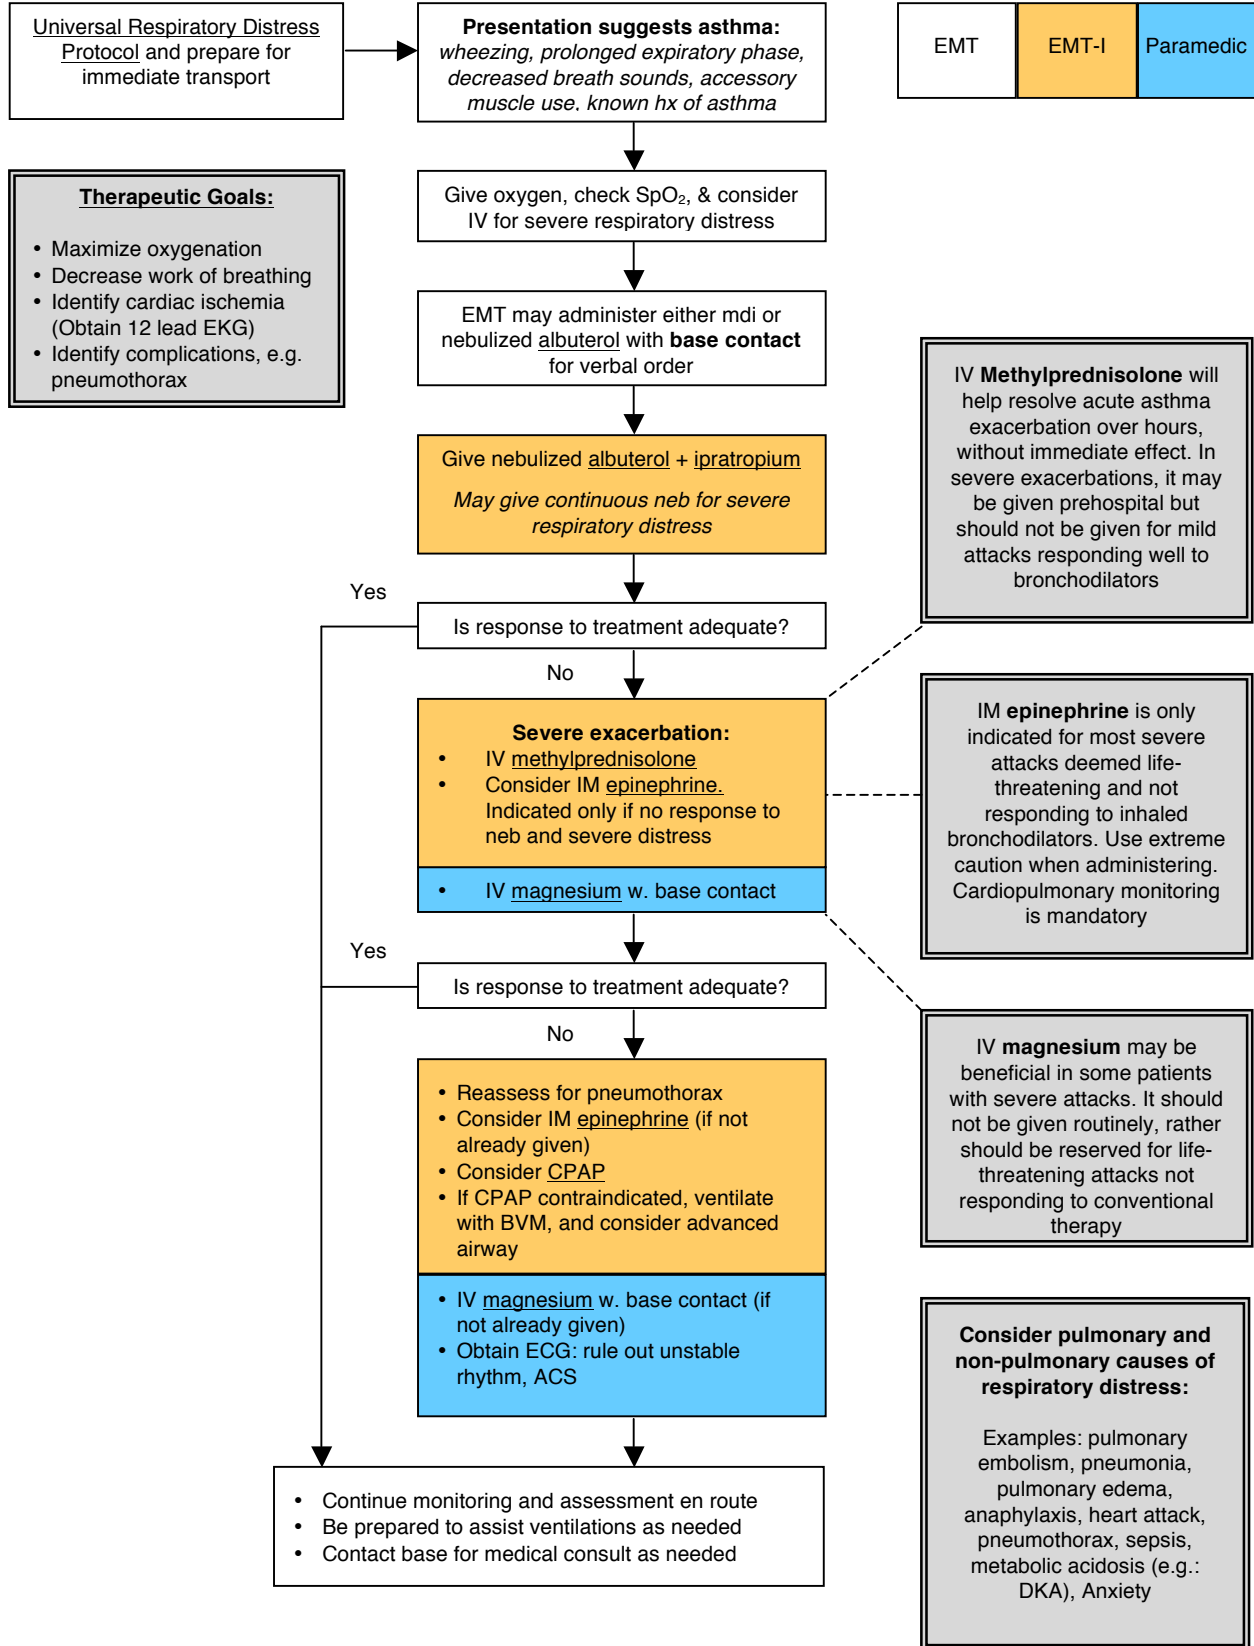 Universal Respiratory Distress
Protocol and prepare for
immediate transport
Presentation suggests asthma:
wheezing, prolonged expiratory phase,
decreased breath sounds, accessory
muscle use, known hx of asthma
EMT
EMT-I
Paramedic
Therapeutic Goals:
• Maximize oxygenation
• Decrease work of breathing
• Identify cardiac ischemia
(Obtain 12 lead EKG)
• Identify complications, e.g.
pneumothorax
Give oxygen, check SpO₂, & consider
IV for severe respiratory distress
EMT may administer either mdi or
nebulized albuterol with base contact
for verbal order
Give nebulized albuterol + ipratropium
May give continuous neb for severe
respiratory distress
IV Methylprednisolone will
help resolve acute asthma
exacerbation over hours,
without immediate effect. In
severe exacerbations, it may
be given prehospital but
should not be given for mild
attacks responding well to
bronchodilators
Yes
Is response to treatment adequate?
No
Severe exacerbation:
• IV methylprednisolone
• Consider IM epinephrine.
Indicated only if no response to
neb and severe distress
• IV magnesium w. base contact
IM epinephrine is only
indicated for most severe
attacks deemed life-
threatening and not
responding to inhaled
bronchodilators. Use extreme
caution when administering.
Cardiopulmonary monitoring
is mandatory
Yes
Is response to treatment adequate?
No
• Reassess for pneumothorax
• Consider IM epinephrine (if not
already given)
• Consider CPAP
• If CPAP contraindicated, ventilate
with BVM, and consider advanced
airway
• IV magnesium w. base contact (if
not already given)
• Obtain ECG: rule out unstable
rhythm, ACS
IV magnesium may be
beneficial in some patients
with severe attacks. It should
not be given routinely, rather
should be reserved for life-
threatening attacks not
responding to conventional
therapy
• Continue monitoring and assessment en route
• Be prepared to assist ventilations as needed
• Contact base for medical consult as needed
Consider pulmonary and
non-pulmonary causes of
respiratory distress:
Examples: pulmonary
embolism, pneumonia,
pulmonary edema,
anaphylaxis, heart attack,
pneumothorax, sepsis,
metabolic acidosis (e.g.:
DKA), Anxiety